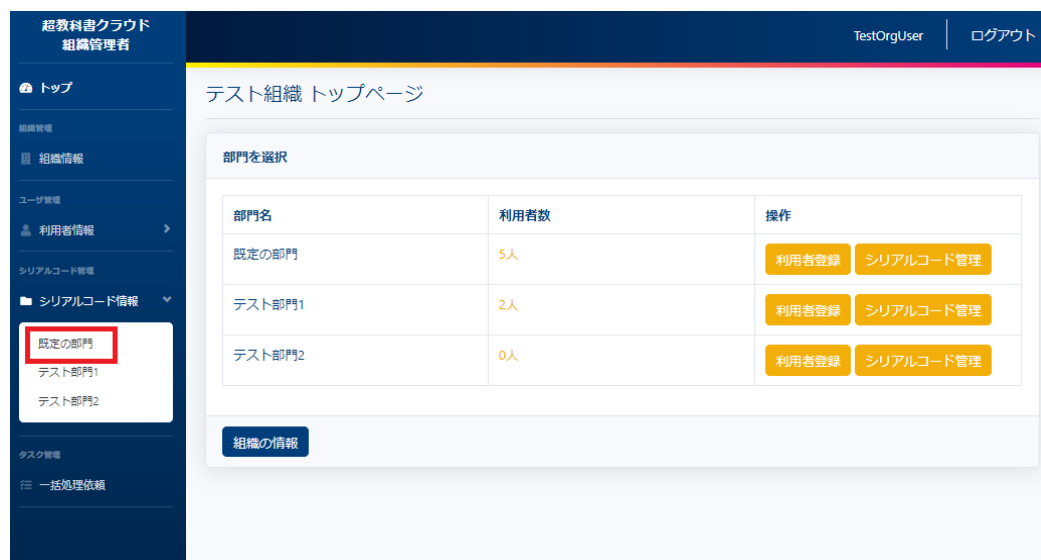 超教科書クラウド
組織管理者
TestOrgUser
ログアウト
トップ
テスト組織 トップページ
組織管理
組織情報
部門を選択
ユーザ管理
利用者情報
部門名 利用者数 操作
既定の部門 5人 利用者登録 シリアルコード管理
シリアルコード管理
シリアルコード情報
テスト部門1 2人 利用者登録 シリアルコード管理
既定の部門
テスト部門1
テスト部門2
テスト部門2 0人 利用者登録 シリアルコード管理
組織の情報
タスク管理
一括処理依頼